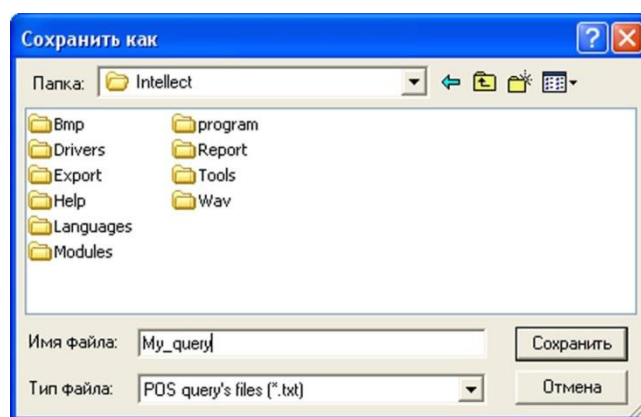 Сохранить как
Папка: Intellect
Bmp program
Drivers Report
Export Tools
Help Wav
Languages
Modules
Имя файла: My_query Сохранить
Тип файла: POS query's files (*.txt) Отмена